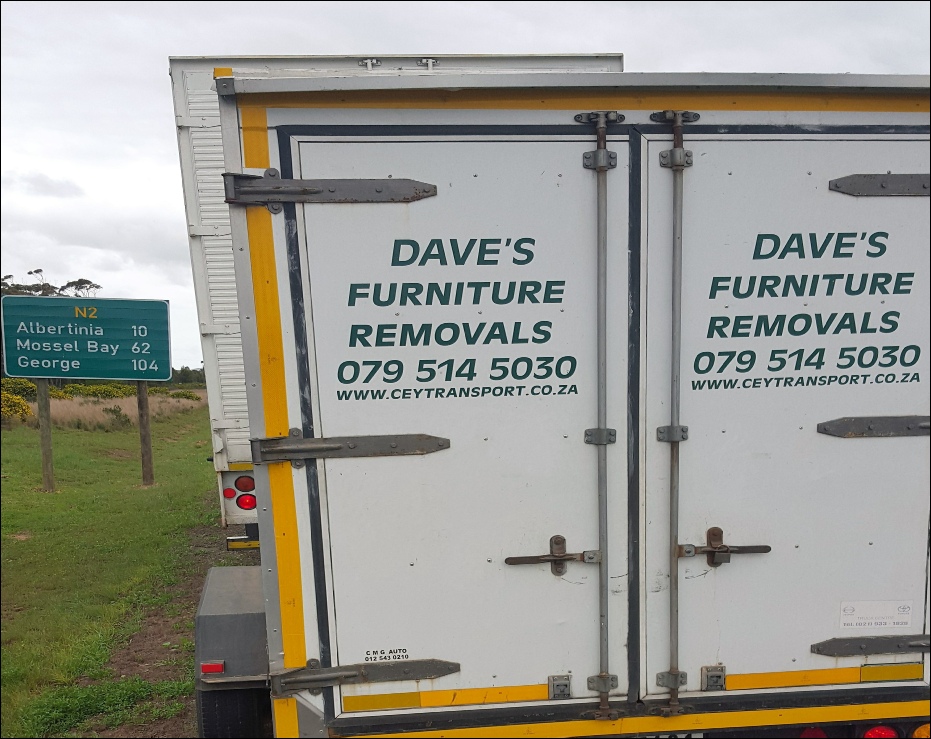 N2
Albertinia 10
Mossel Bay 62
George 104
DAVE'S
FURNITURE
REMOVALS
079 514 5030
WWW.CEYTRANSPORT.CO.ZA
DAVE'S
FURNITURE
REMOVALS
079 514 5030
WWW.CEYTRANSPORT.CO.ZA
C M G AUTO
012 543 0210